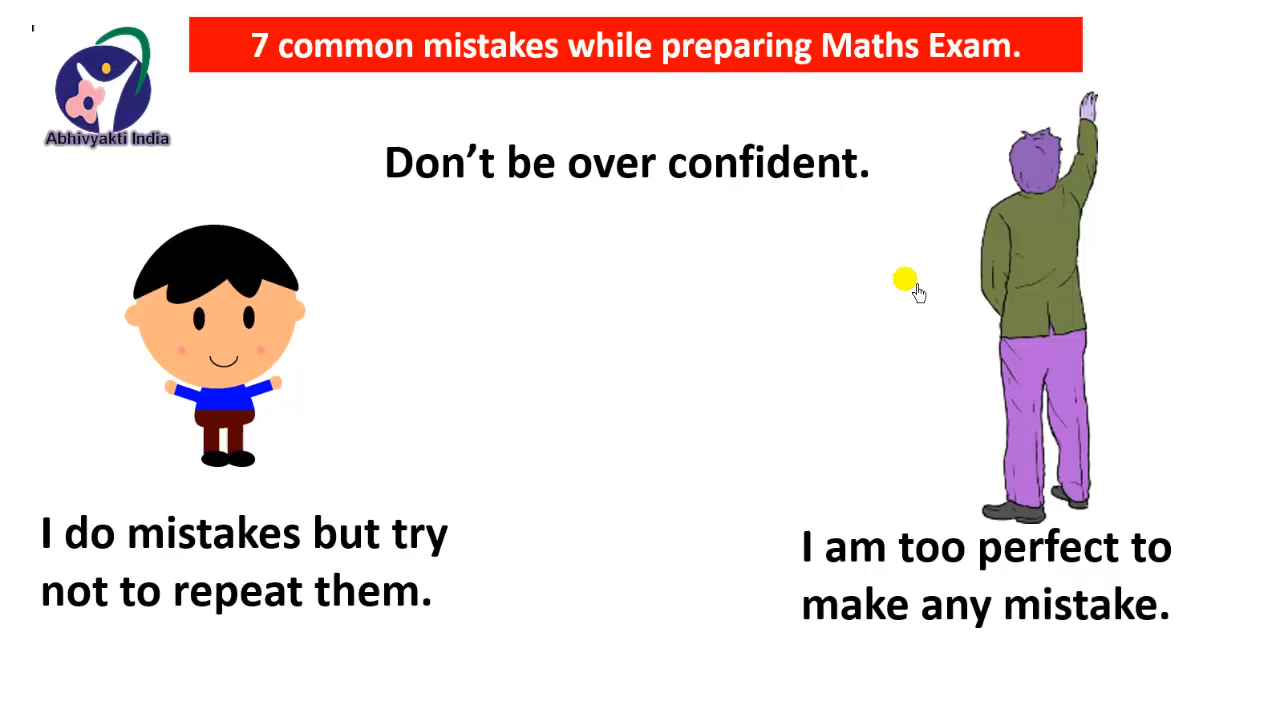 7 common mistakes while preparing Maths Exam.
Abhivyakti India
Don't be over confident.
I do mistakes but try
not to repeat them.
I am too perfect to
make any mistake.